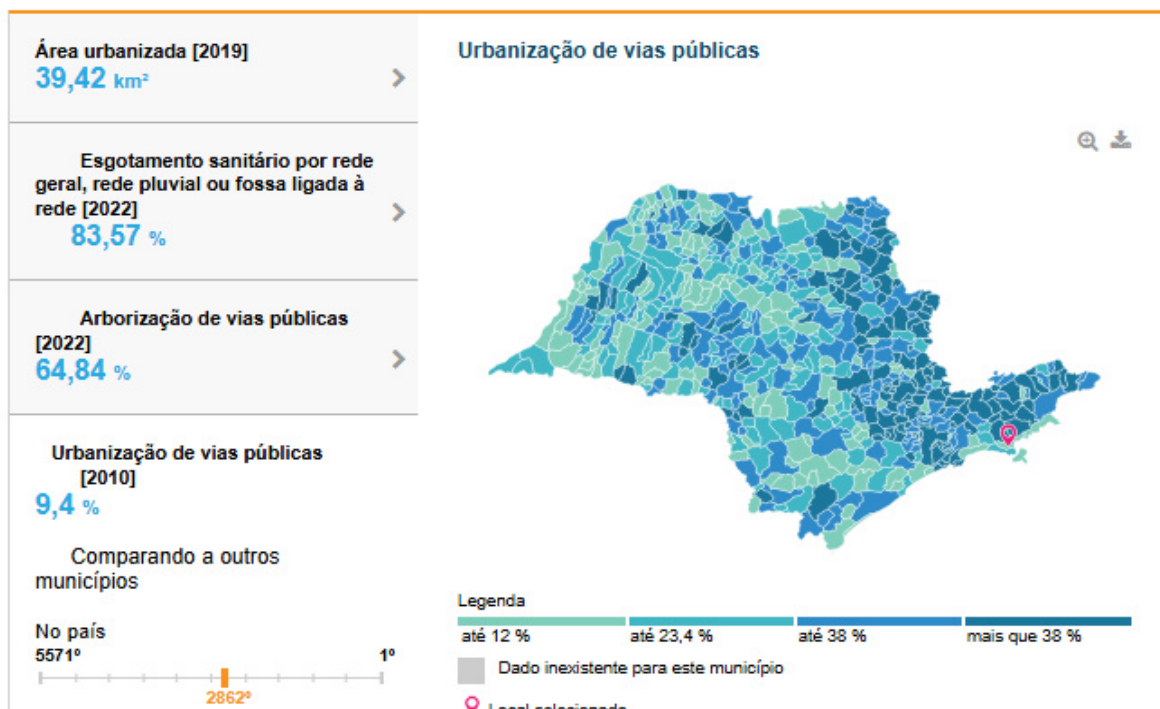 Área urbanizada [2019]
39,42 km²
Esgotamento sanitário por rede
geral, rede pluvial ou fossa ligada à
rede [2022]
83,57 %
Arborização de vias públicas
[2022]
64,84 %
Urbanização de vias públicas
[2010]
9,4 %
Comparando a outros
municípios
No país
5571º 1º
2862º
Urbanização de vias públicas
Legenda
até 12 % até 23,4 % até 38 % mais que 38 %
Dado inexistente para este município
Local selecionado